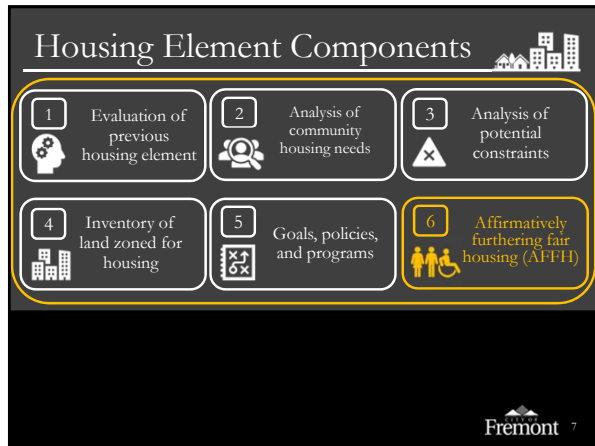 Housing Element Components
1
Evaluation of
previous
housing element
2
Analysis of
community
housing needs
3
Analysis of
potential
constraints
4
Inventory of
land zoned for
housing
5
Goals, policies,
and programs
6
Affirmatively
furthering fair
housing (AFFH)
CITY OF
Fremont
7